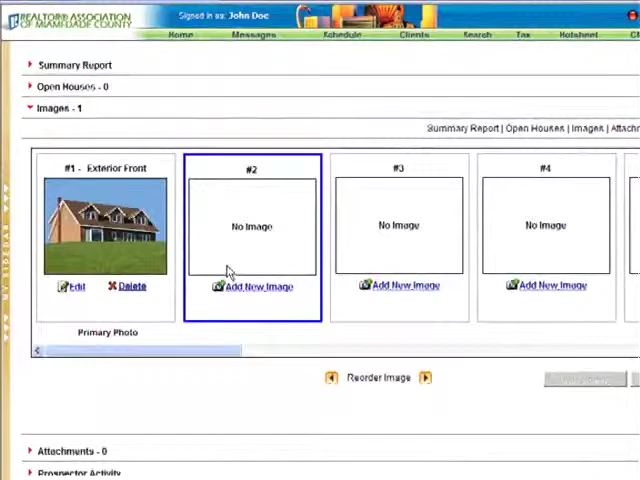 REALTOR® ASSOCIATION
OF MIAMI-DADE COUNTY
Signed in as: John Doe
Home Messages Schedule Clients Search Tax Hotsheet
Summary Report
Open Houses - 0
Images - 1
Summary Report | Open Houses | Images | Attachm
#1 - Exterior Front #2 #3 #4
No Image No Image No Image
Edit Delete Add New Image Add New Image Add New Image
Primary Photo
Reorder Image
Attachments - 0
Prospector Activity